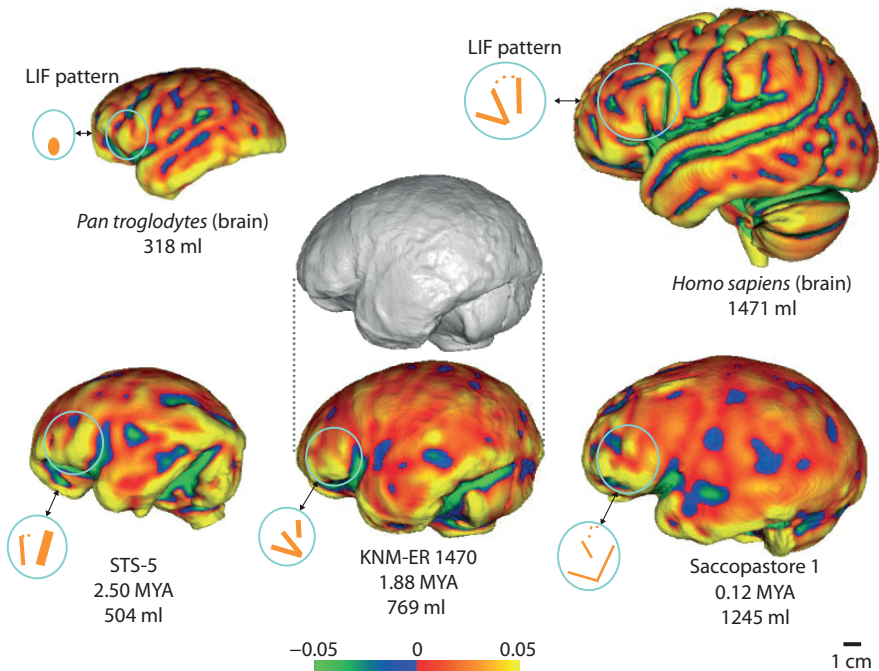 LIF pattern
Pan troglodytes (brain)
318 ml
LIF pattern
Homo sapiens (brain)
1471 ml
STS-5
2.50 MYA
504 ml
KNM-ER 1470
1.88 MYA
769 ml
Saccopastore 1
0.12 MYA
1245 ml
−0.05 0 0.05
1 cm